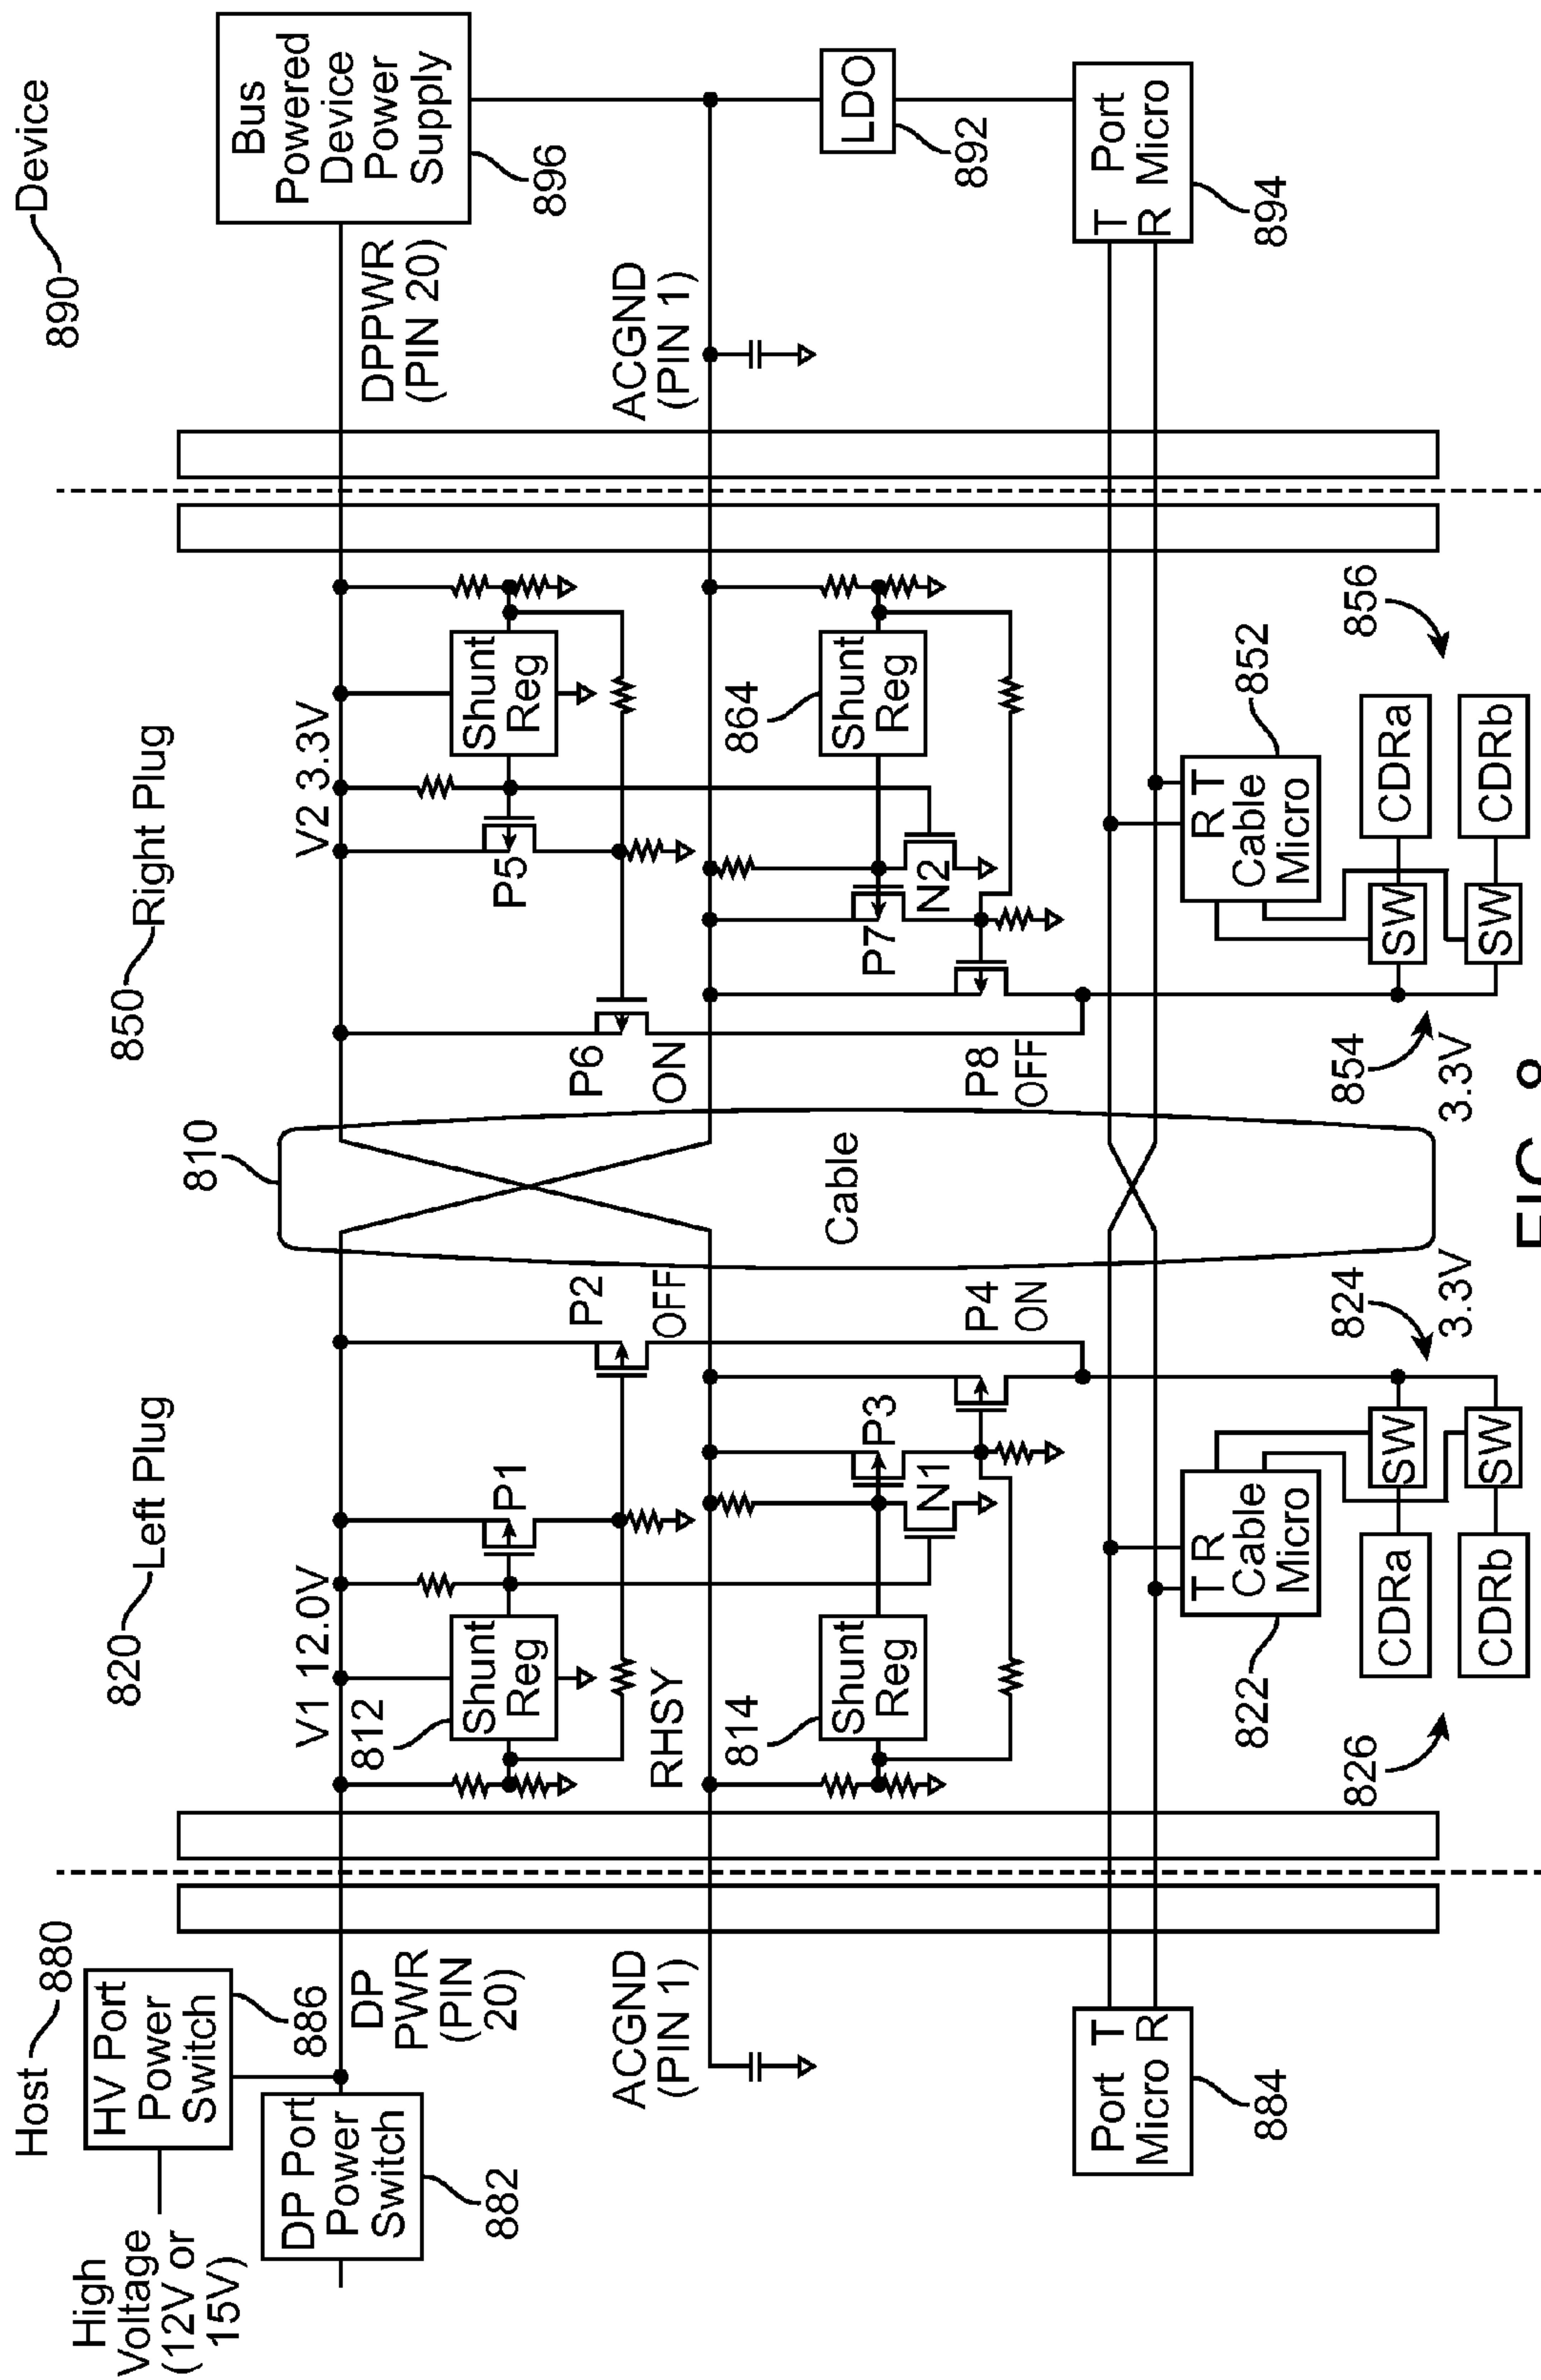 Host 880
890 Device
High
Voltage
(12V or
15V)
HV Port
Power
Switch
886
DP Port
Power
Switch
882
DP
PWR
(PIN
20)
820 Left Plug
V1 12.0V
812
Shunt
Reg
P1
P2
OFF
RHSY
810
Cable
850 Right Plug
V2 3.3V
P6
ON
P5
Shunt
Reg
DPPWR
(PIN 20)
Bus
Powered
Device
Power
Supply
896
ACGND
(PIN 1)
814
Shunt
Reg
P3
N1
P4
ON
P8
OFF
P7
N2
864
Shunt
Reg
ACGND
(PIN 1)
LDO
892
Port T
Micro R
884
T R
Cable
Micro
822
R T
Cable
Micro
852
T Port
R Micro
894
826
CDRa
SW
CDRb
SW
824
3.3V
854
3.3V
SW
CDRa
SW
CDRb
856